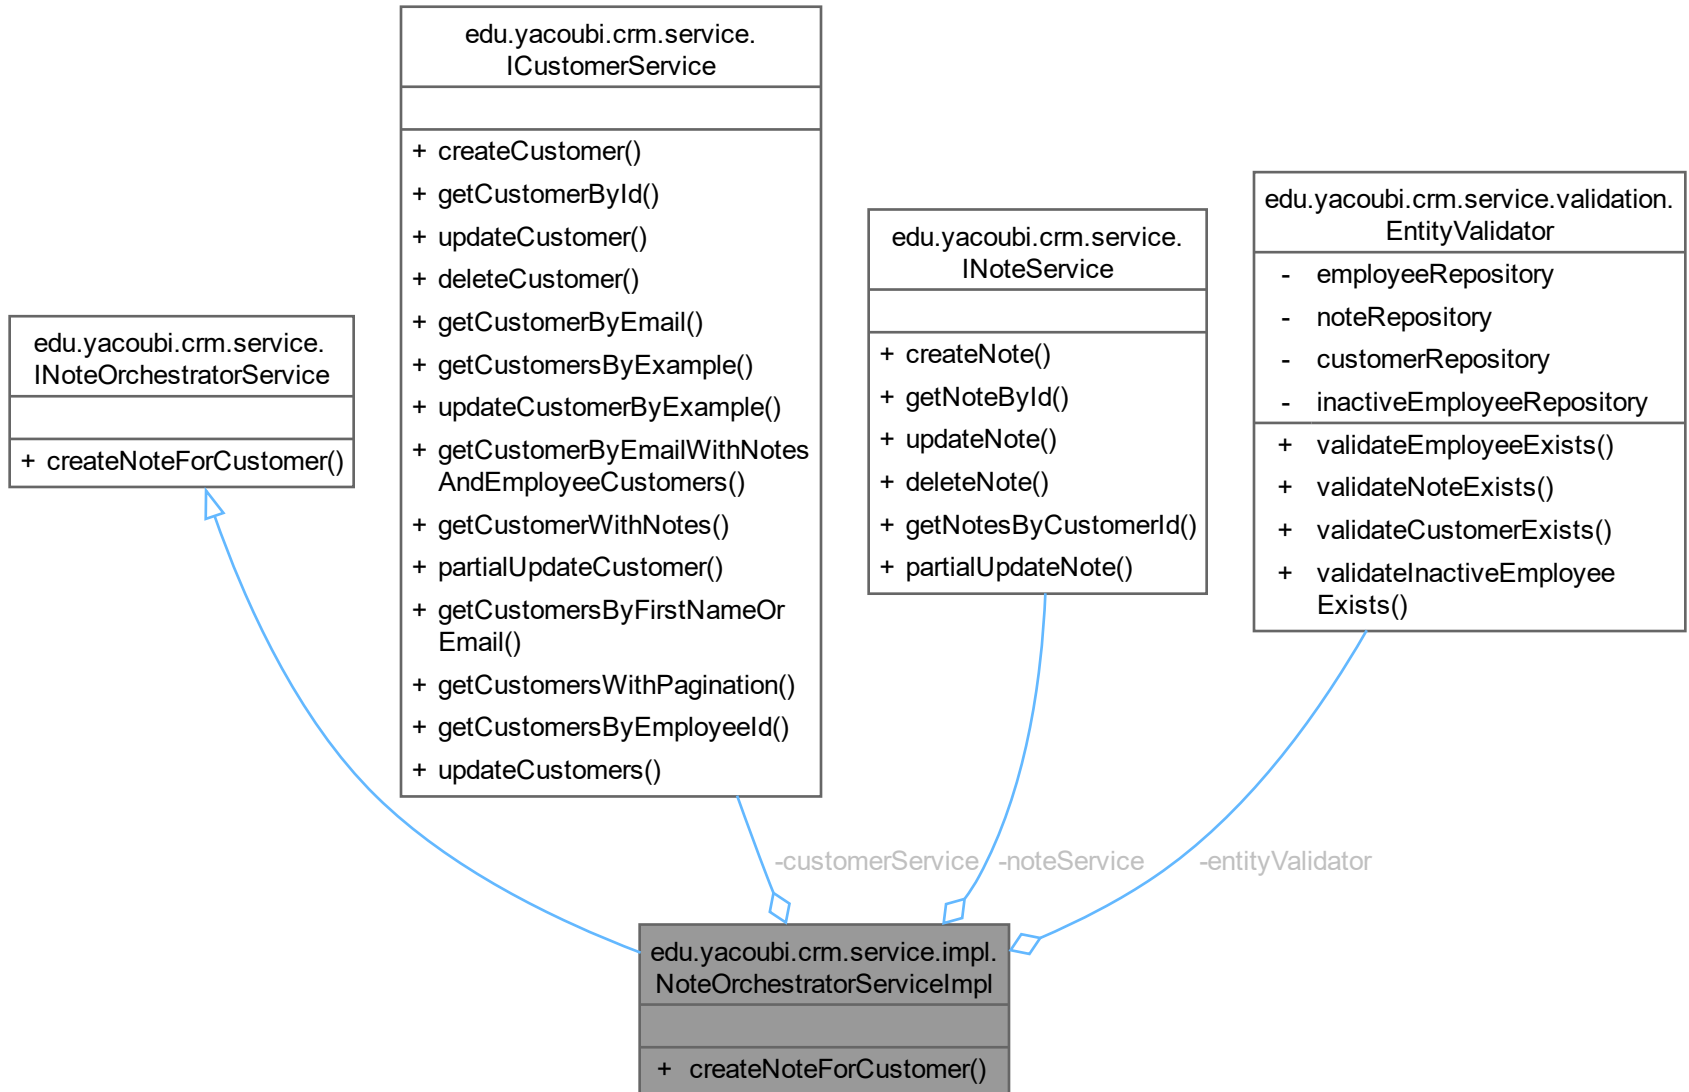 edu.yacoubi.crm.service.
ICustomerService
+ createCustomer()
+ getCustomerById()
+ updateCustomer()
+ deleteCustomer()
+ getCustomerByEmail()
+ getCustomersByExample()
+ updateCustomerByExample()
+ getCustomerByEmailWithNotes
AndEmployeeCustomers()
+ getCustomerWithNotes()
+ partialUpdateCustomer()
+ getCustomersByFirstNameOr
Email()
+ getCustomersWithPagination()
+ getCustomersByEmployeeId()
+ updateCustomers()
edu.yacoubi.crm.service.validation.
EntityValidator
- employeeRepository
- noteRepository
- customerRepository
- inactiveEmployeeRepository
+ validateEmployeeExists()
+ validateNoteExists()
+ validateCustomerExists()
+ validateInactiveEmployee
Exists()
edu.yacoubi.crm.service.
INoteService
+ createNote()
+ getNoteById()
+ updateNote()
+ deleteNote()
+ getNotesByCustomerId()
+ partialUpdateNote()
edu.yacoubi.crm.service.
INoteOrchestratorService
+ createNoteForCustomer()
-customerService
-noteService
-entityValidator
edu.yacoubi.crm.service.impl.
NoteOrchestratorServiceImpl
+ createNoteForCustomer()